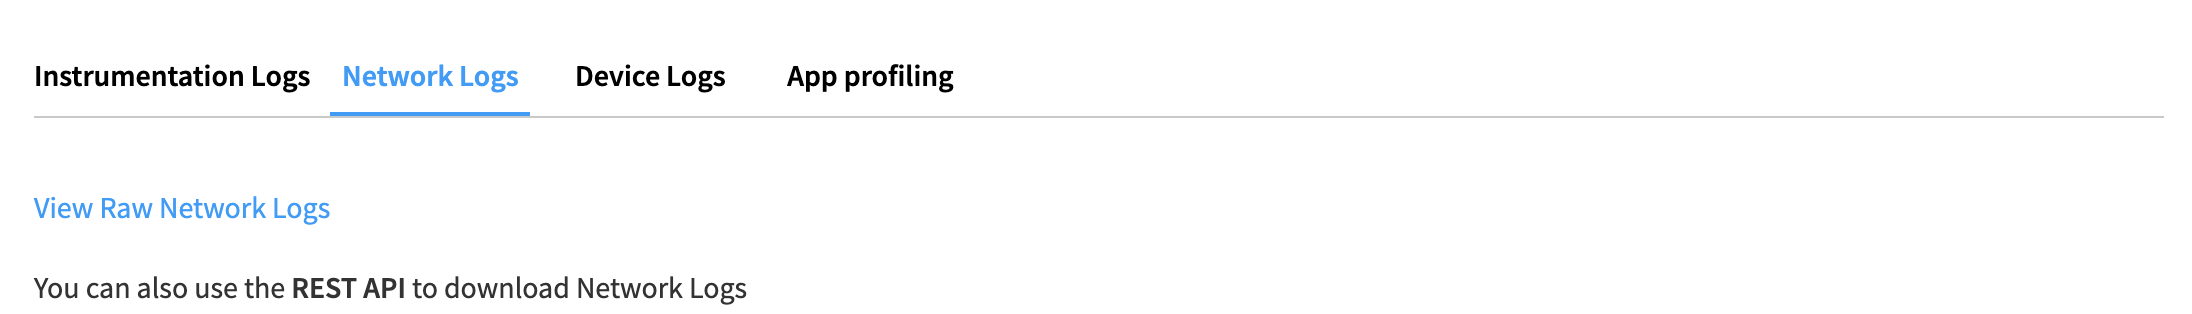 Instrumentation Logs Network Logs Device Logs App profiling
View Raw Network Logs
You can also use the REST API to download Network Logs